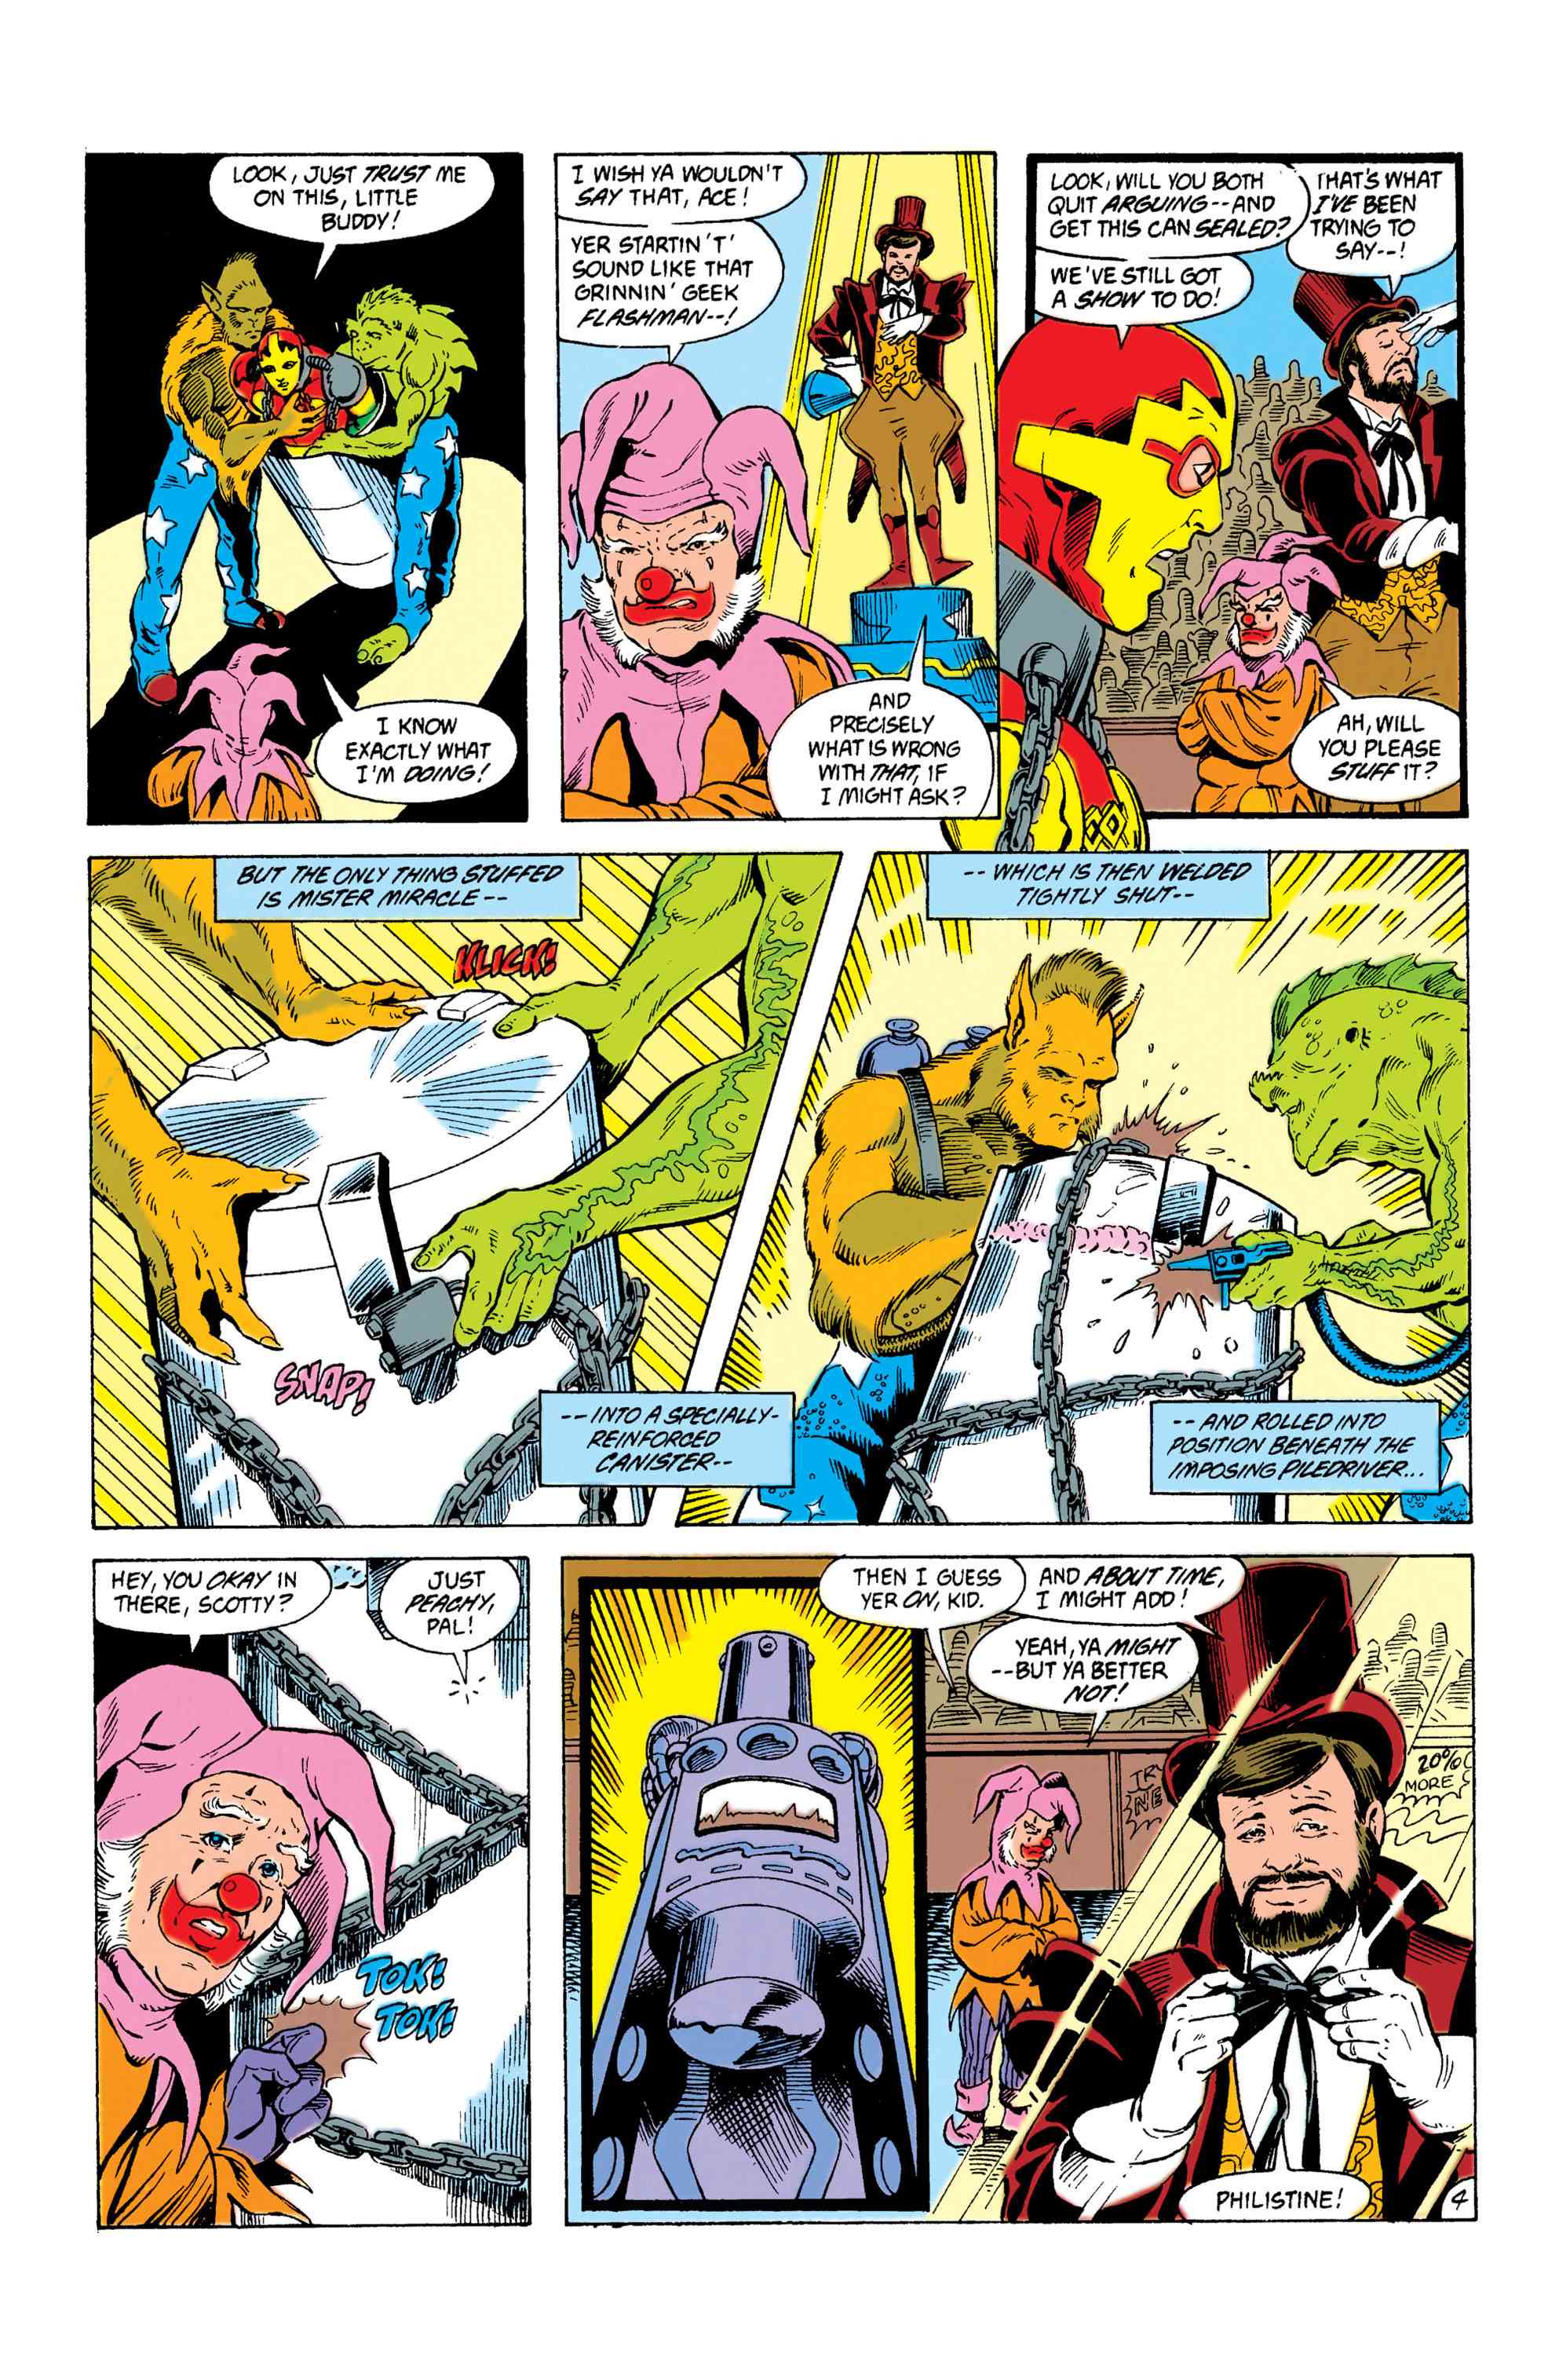 LOOK, JUST TRUST ME
ON THIS, LITTLE
BUDDY!
I KNOW
EXACTLY WHAT
I'M DOING!
I WISH YA WOULDN'T
SAY THAT, ACE!
YER STARTIN' T'
SOUND LIKE THAT
GRINNIN' GEEK
FLASHMAN--!
AND
PRECISELY
WHAT IS WRONG
WITH THAT, IF
I MIGHT ASK?
LOOK, WILL YOU BOTH
QUIT ARGUING--AND
GET THIS CAN SEALED?
WE'VE STILL GOT
A SHOW TO DO!
THAT'S WHAT
I'VE BEEN
TRYING TO
SAY--!
AH, WILL
YOU PLEASE
STUFF IT?
BUT THE ONLY THING STUFFED
IS MISTER MIRACLE--
KLICK!
SNAP!
--INTO A SPECIALLY-
REINFORCED
CANISTER--
--WHICH IS THEN WELDED
TIGHTLY SHUT--
--AND ROLLED INTO
POSITION BENEATH THE
IMPOSING PILEDRIVER...
HEY, YOU OKAY IN
THERE, SCOTTY?
JUST
PEACHY,
PAL!
TOK!
TOK!
THEN I GUESS
YER ON, KID.
AND ABOUT TIME,
I MIGHT ADD!
YEAH, YA MIGHT
--BUT YA BETTER
NOT!
TRY
NE
20%
MORE
PHILISTINE!
4